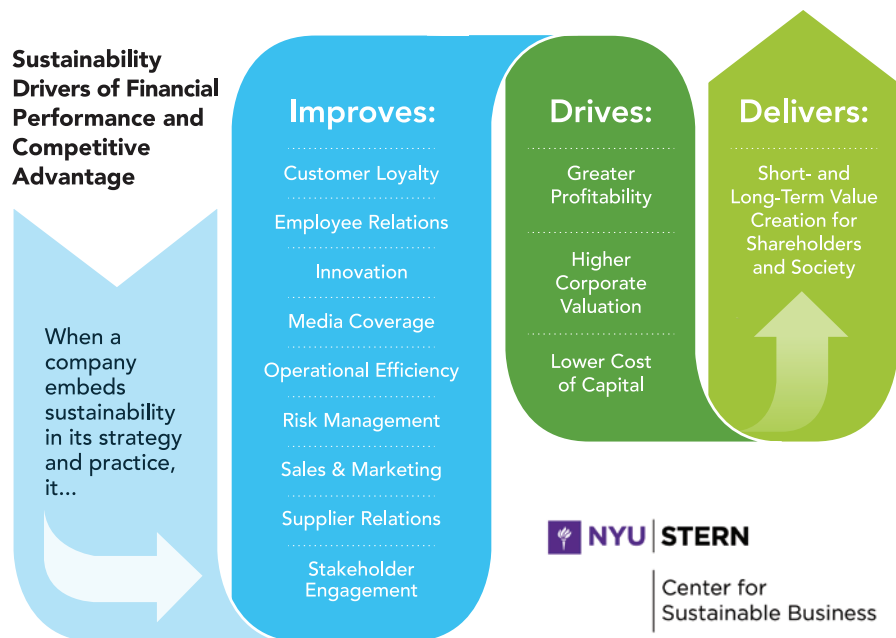 Sustainability
Drivers of Financial
Performance and
Competitive
Advantage
When a
company
embeds
sustainability
in its strategy
and practice,
it...
Improves:
Customer Loyalty
Employee Relations
Innovation
Media Coverage
Operational Efficiency
Risk Management
Sales & Marketing
Supplier Relations
Stakeholder
Engagement
Drives:
Greater
Profitability
Higher
Corporate
Valuation
Lower Cost
of Capital
Delivers:
Short- and
Long-Term Value
Creation for
Shareholders
and Society
NYU STERN
Center for
Sustainable Business